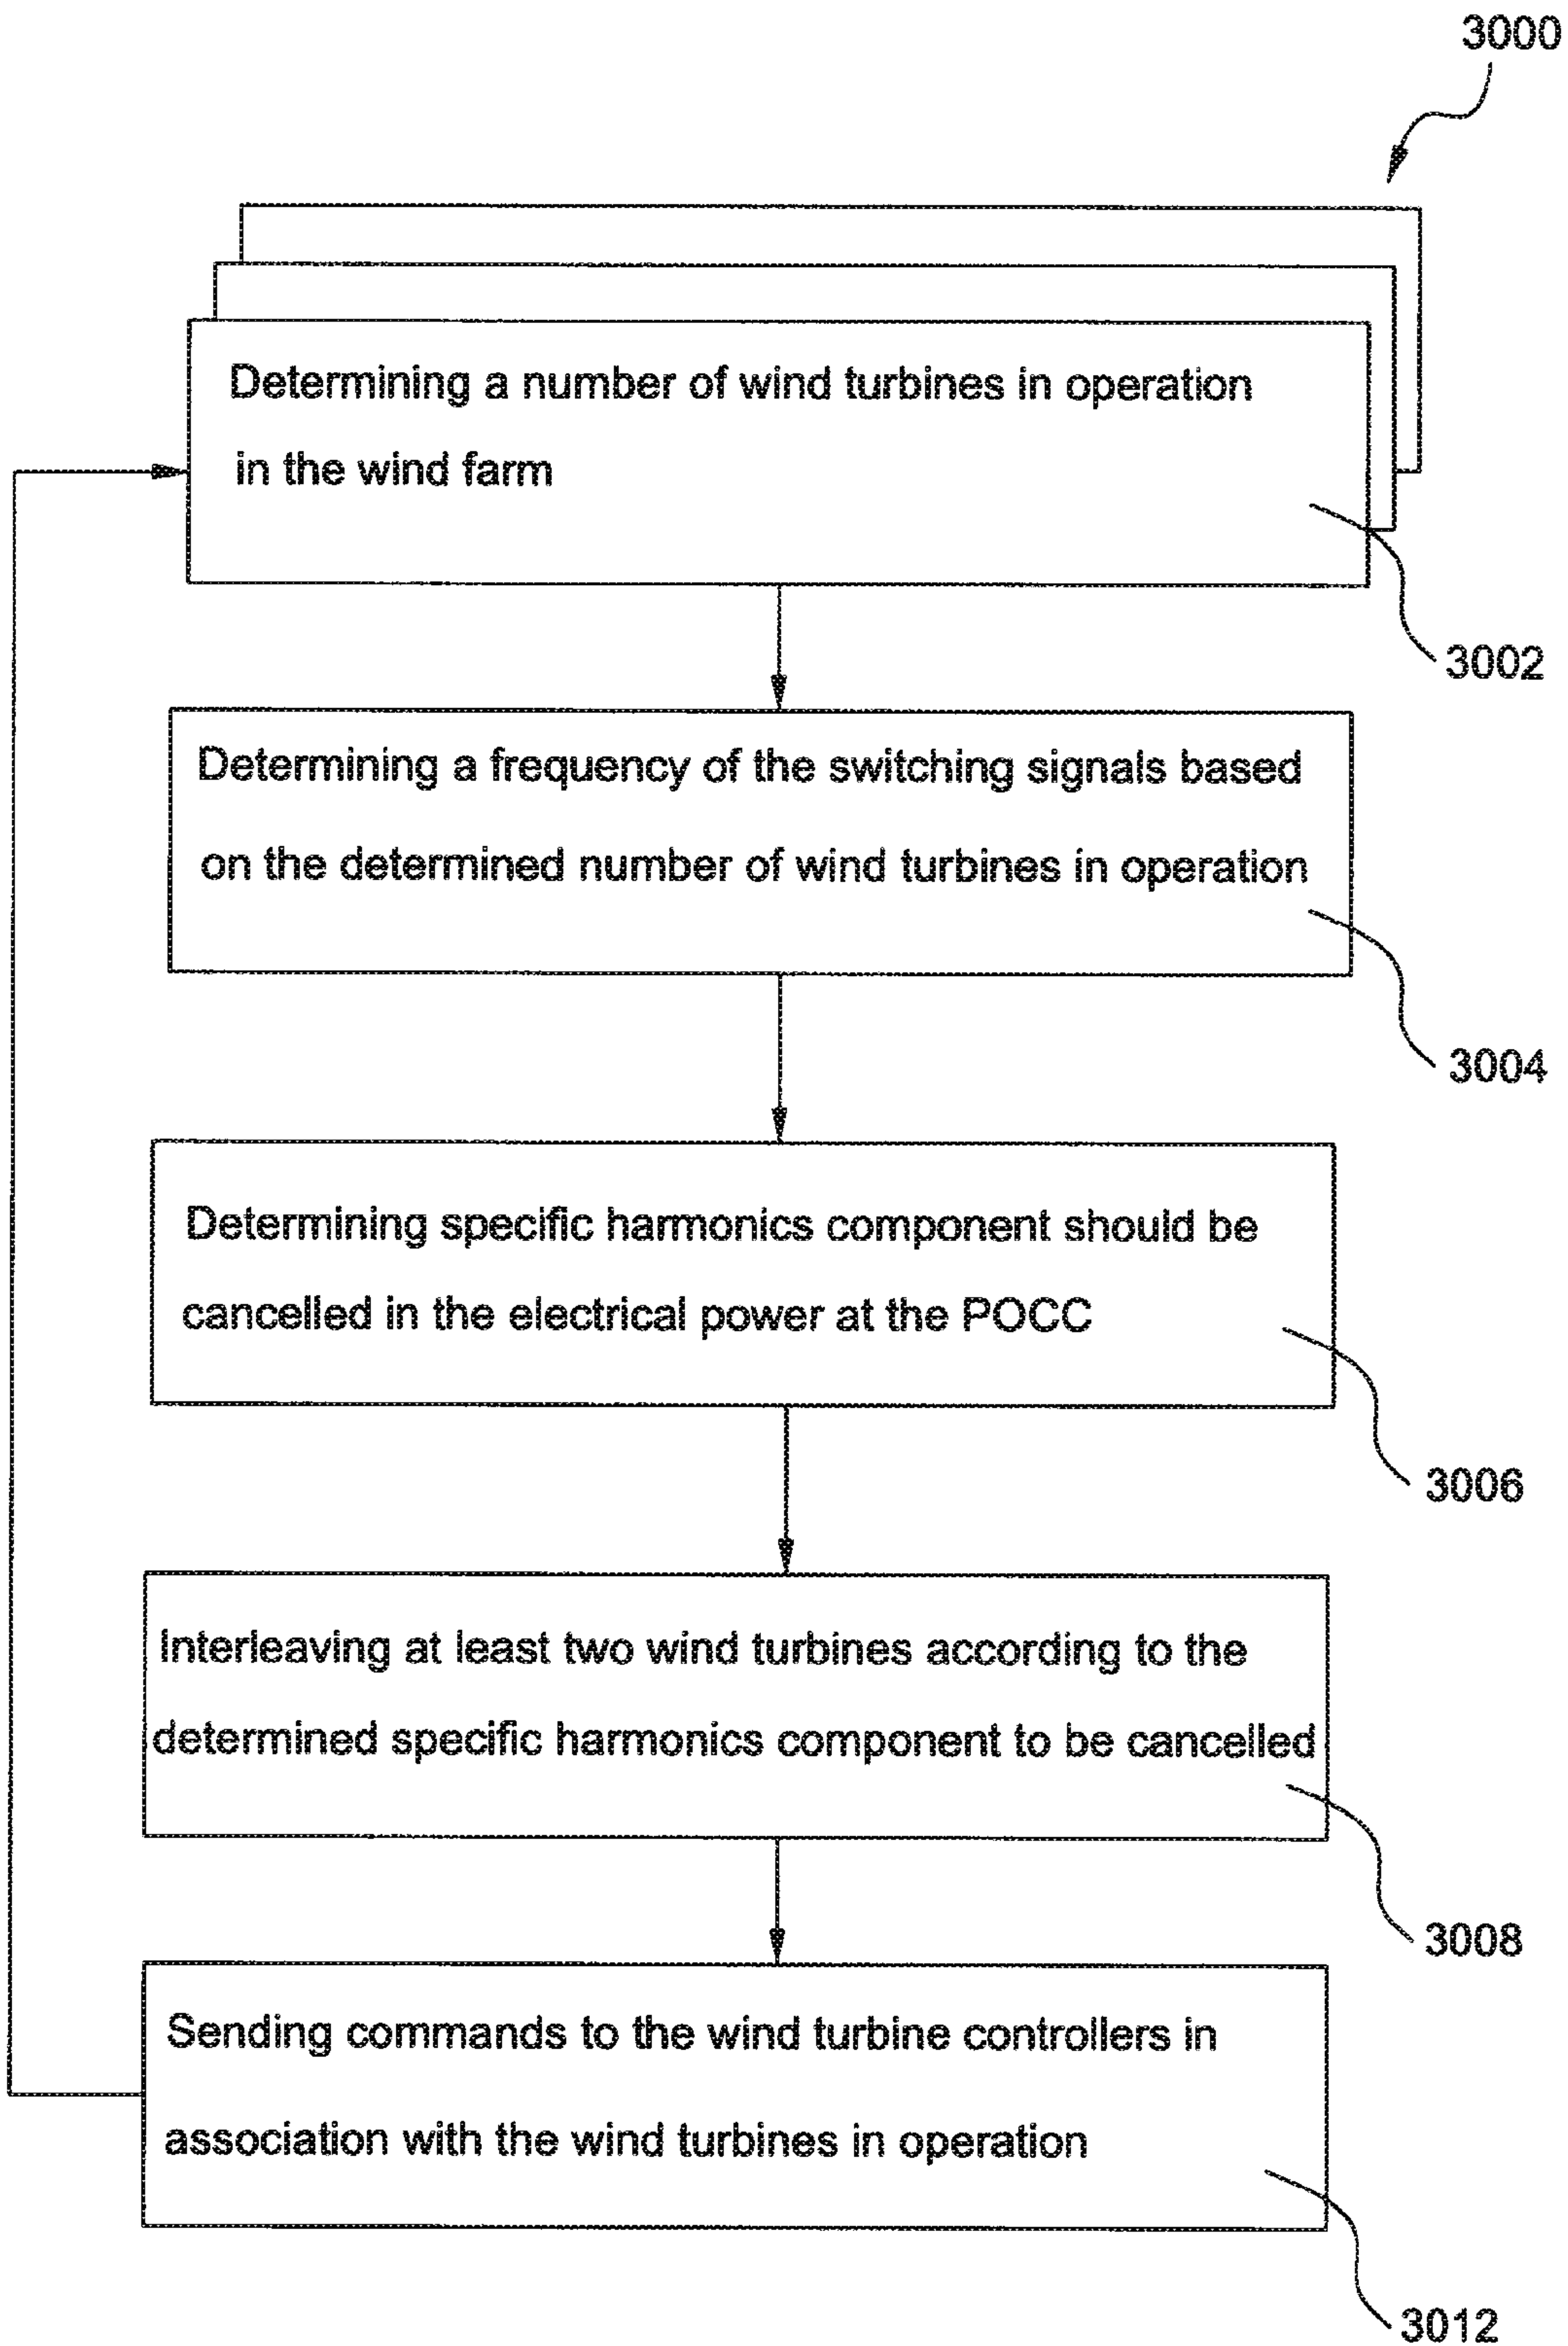 3000
Determining a number of wind turbines in operation
in the wind farm
3002
Determining a frequency of the switching signals based
on the determined number of wind turbines in operation
3004
Determining specific harmonics component should be
cancelled in the electrical power at the POCC
3006
Interleaving at least two wind turbines according to the
determined specific harmonics component to be cancelled
3008
Sending commands to the wind turbine controllers in
association with the wind turbines in operation
3012